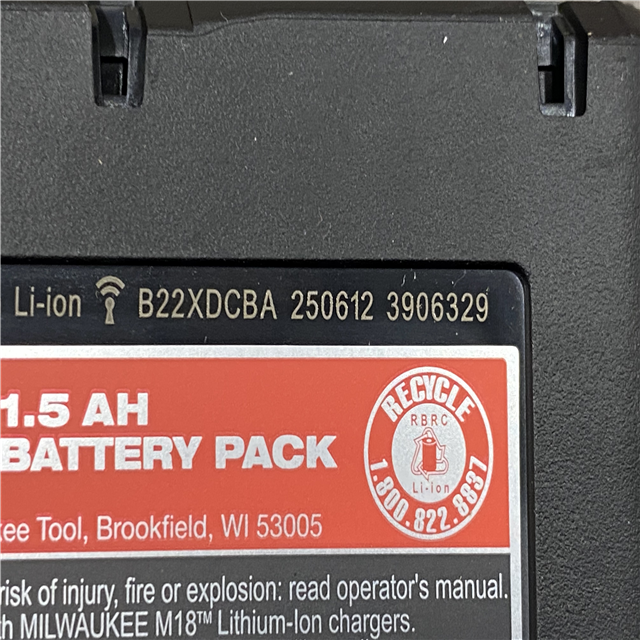 Li-ion B22XDCBA 250612 3906329
1.5 AH
BATTERY PACK
RECYCLE
RBRC
Li-ion
1.800.822.8837
Tool, Brookfield, WI 53005
risk of injury, fire or explosion: read operator's manual.
MILWAUKEE M18™ Lithium-Ion chargers.